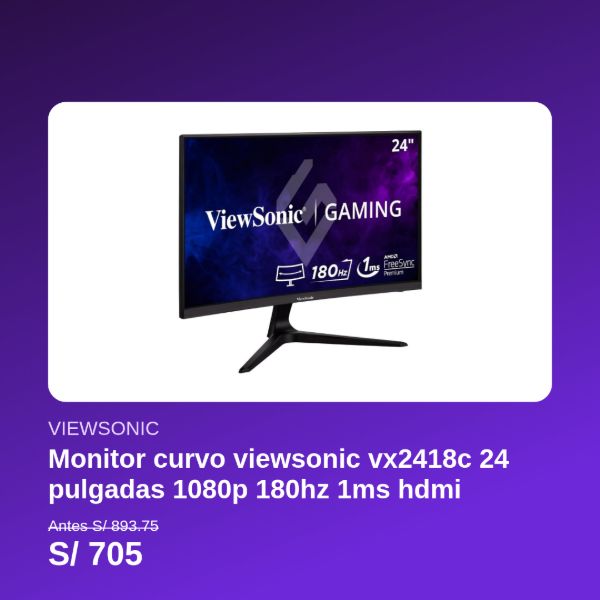 24"
ViewSonic® | GAMING
180Hz 1ms AMD FreeSync Premium
ViewSonic
VIEWSONIC
Monitor curvo viewsonic vx2418c 24
pulgadas 1080p 180hz 1ms hdmi
Antes S/ 893.75
S/ 705